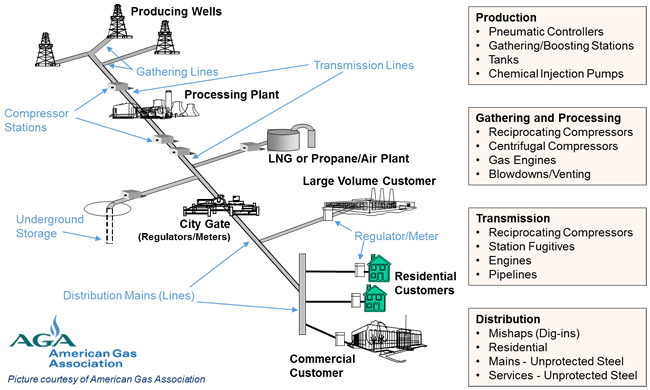 Producing Wells
Gathering Lines
Transmission Lines
Compressor
Stations
Processing Plant
LNG or Propane/Air Plant
Large Volume Customer
Underground
Storage
City Gate
(Regulators/Meters)
Regulator/Meter
Distribution Mains (Lines)
Residential
Customers
Commercial
Customer
AGA
American Gas
Association
Picture courtesy of American Gas Association
Production
• Pneumatic Controllers
• Gathering/Boosting Stations
• Tanks
• Chemical Injection Pumps
Gathering and Processing
• Reciprocating Compressors
• Centrifugal Compressors
• Gas Engines
• Blowdowns/Venting
Transmission
• Reciprocating Compressors
• Station Fugitives
• Engines
• Pipelines
Distribution
• Mishaps (Dig-ins)
• Residential
• Mains - Unprotected Steel
• Services - Unprotected Steel